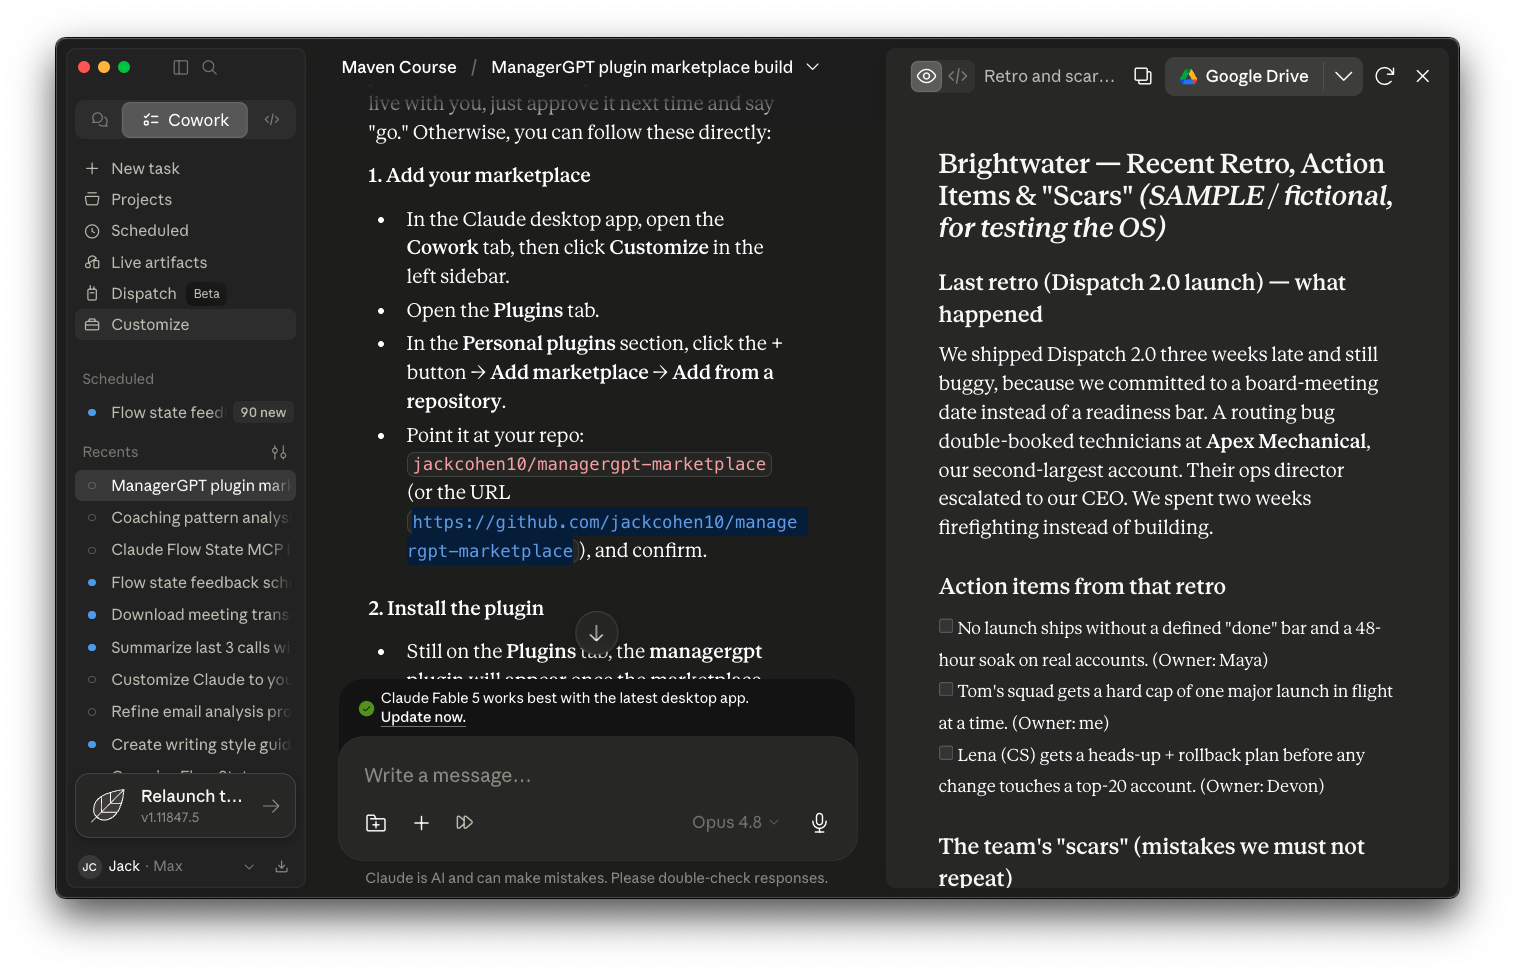 Maven Course / ManagerGPT plugin marketplace build
Cowork
New task
Projects
Scheduled
Live artifacts
Dispatch Beta
Customize
Scheduled
Flow state feed 90 new
Recents
ManagerGPT plugin mar
Coaching pattern analys
Claude Flow State MCP
Flow state feedback sch
Download meeting trans
Summarize last 3 calls wi
Customize Claude to you
Refine email analysis pro
Create writing style guid
Relaunch t...
v1.11847.5
JC Jack · Max
live with you, just approve it next time and say
"go." Otherwise, you can follow these directly:
1. Add your marketplace
• In the Claude desktop app, open the
Cowork tab, then click Customize in the
left sidebar.
• Open the Plugins tab.
• In the Personal plugins section, click the +
button → Add marketplace → Add from a
repository.
• Point it at your repo:
jackcohen10/managergpt-marketplace
(or the URL
https://github.com/jackcohen10/manage
rgpt-marketplace), and confirm.
2. Install the plugin
• Still on the Plugins tab, the managergpt
plugin will appear once the marketplace
Claude Fable 5 works best with the latest desktop app.
Update now.
Write a message...
Opus 4.8
Claude is AI and can make mistakes. Please double-check responses.
</> Retro and scar... Google Drive
Brightwater — Recent Retro, Action
Items & "Scars" (SAMPLE / fictional,
for testing the OS)
Last retro (Dispatch 2.0 launch) — what
happened
We shipped Dispatch 2.0 three weeks late and still
buggy, because we committed to a board-meeting
date instead of a readiness bar. A routing bug
double-booked technicians at Apex Mechanical,
our second-largest account. Their ops director
escalated to our CEO. We spent two weeks
firefighting instead of building.
Action items from that retro
No launch ships without a defined "done" bar and a 48-
hour soak on real accounts. (Owner: Maya)
Tom's squad gets a hard cap of one major launch in flight
at a time. (Owner: me)
Lena (CS) gets a heads-up + rollback plan before any
change touches a top-20 account. (Owner: Devon)
The team's "scars" (mistakes we must not
repeat)